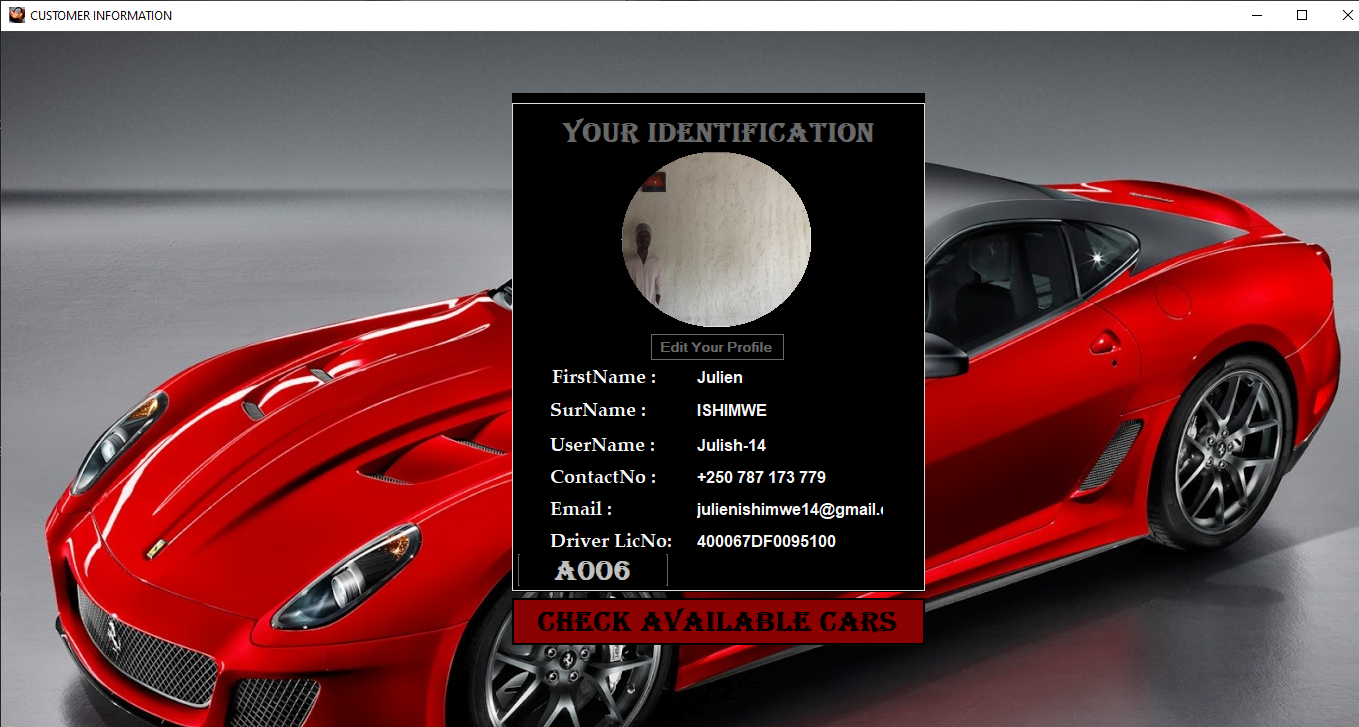 CUSTOMER INFORMATION
YOUR IDENTIFICATION
Edit Your Profile
FirstName : Julien
SurName : ISHIMWE
UserName : Julish-14
ContactNo : +250 787 173 779
Email : julienishimwe14@gmail.
Driver LicNo: 400067DF0095100
A006
CHECK AVAILABLE CARS